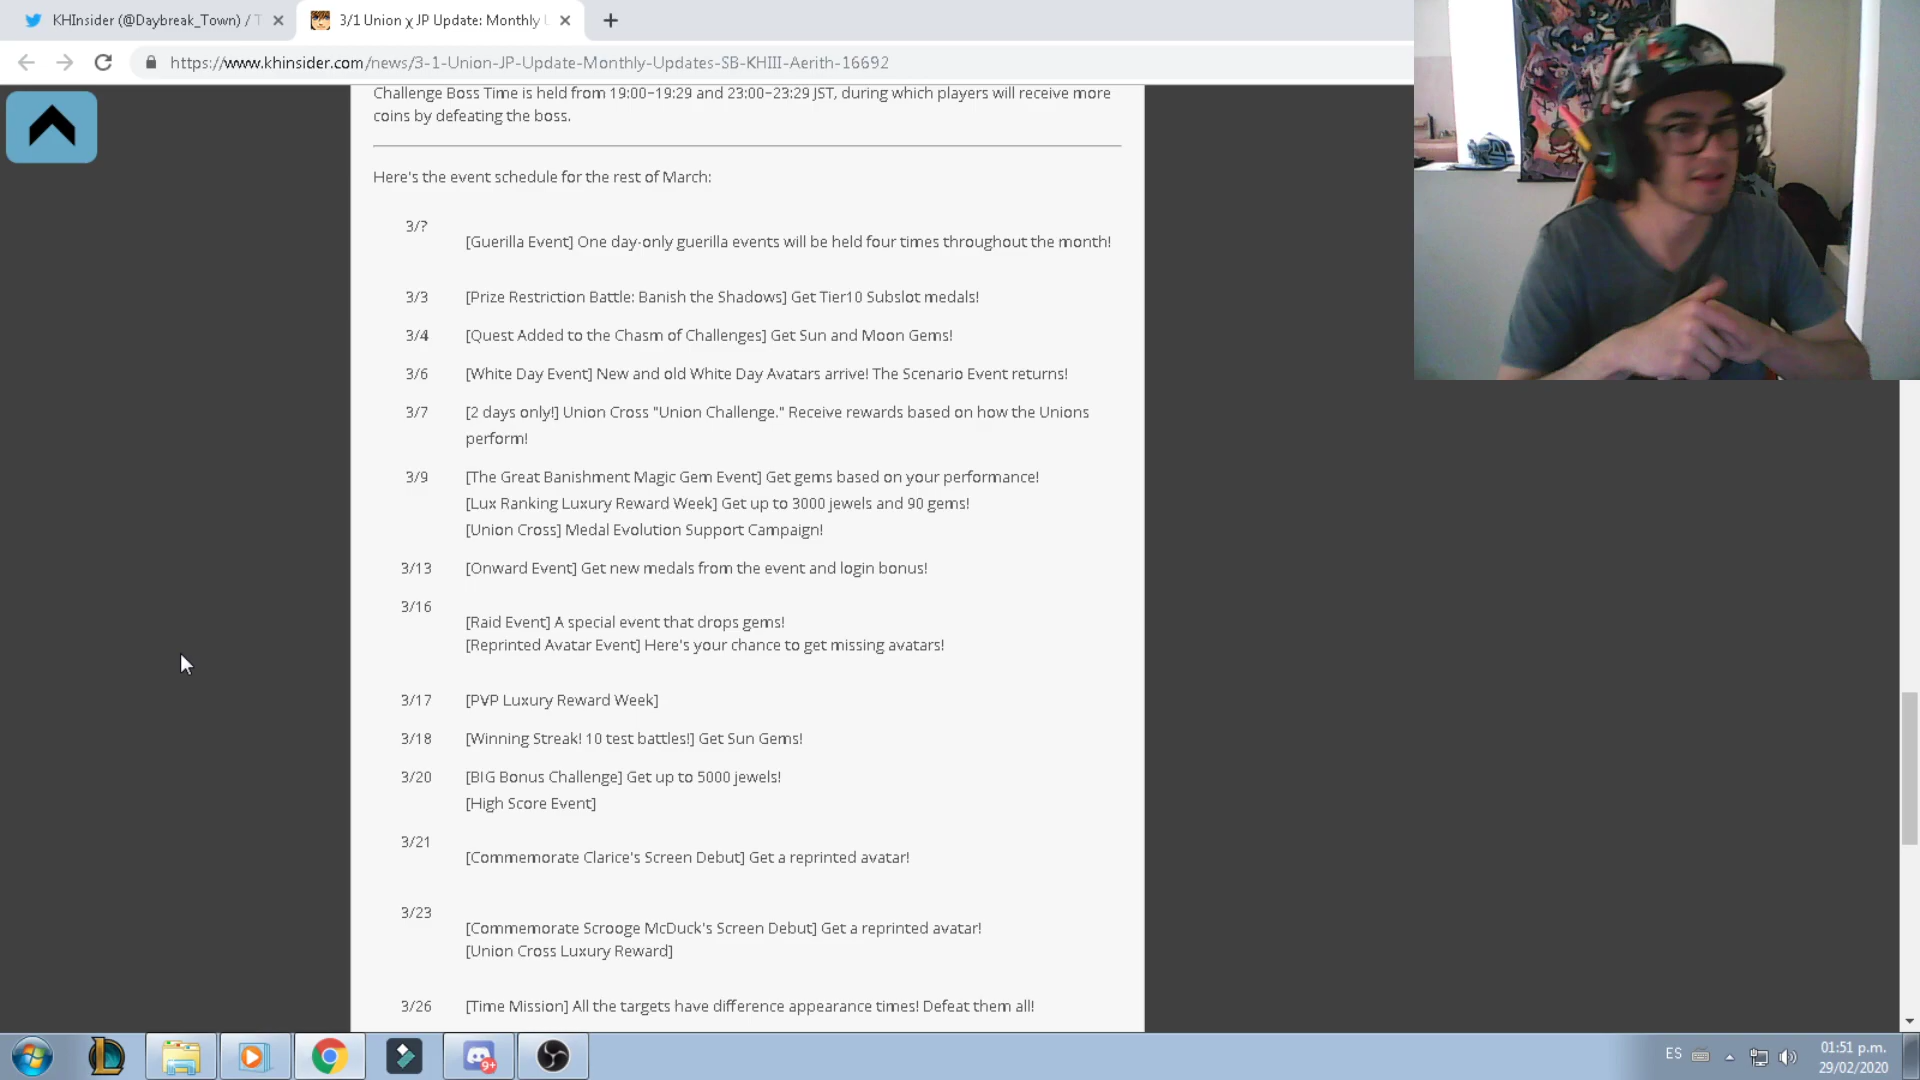 KHInsider (@Daybreak_Town) / T
3/1 Union χ JP Update: Monthly U
https://www.khinsider.com/news/3-1-Union-JP-Update-Monthly-Updates-SB-KHIII-Aerith-16692
Challenge Boss Time is held from 19:00-19:29 and 23:00-23:29 JST, during which players will receive more
coins by defeating the boss.
Here's the event schedule for the rest of March:
3/?
[Guerilla Event] One day-only guerilla events will be held four times throughout the month!
3/3 [Prize Restriction Battle: Banish the Shadows] Get Tier10 Subslot medals!
3/4 [Quest Added to the Chasm of Challenges] Get Sun and Moon Gems!
3/6 [White Day Event] New and old White Day Avatars arrive! The Scenario Event returns!
3/7 [2 days only!] Union Cross "Union Challenge." Receive rewards based on how the Unions
perform!
3/9 [The Great Banishment Magic Gem Event] Get gems based on your performance!
[Lux Ranking Luxury Reward Week] Get up to 3000 jewels and 90 gems!
[Union Cross] Medal Evolution Support Campaign!
3/13 [Onward Event] Get new medals from the event and login bonus!
3/16
[Raid Event] A special event that drops gems!
[Reprinted Avatar Event] Here's your chance to get missing avatars!
3/17 [PVP Luxury Reward Week]
3/18 [Winning Streak! 10 test battles!] Get Sun Gems!
3/20 [BIG Bonus Challenge] Get up to 5000 jewels!
[High Score Event]
3/21
[Commemorate Clarice's Screen Debut] Get a reprinted avatar!
3/23
[Commemorate Scrooge McDuck's Screen Debut] Get a reprinted avatar!
[Union Cross Luxury Reward]
3/26 [Time Mission] All the targets have difference appearance times! Defeat them all!
9+
ES
01:51 p.m.
29/02/2020